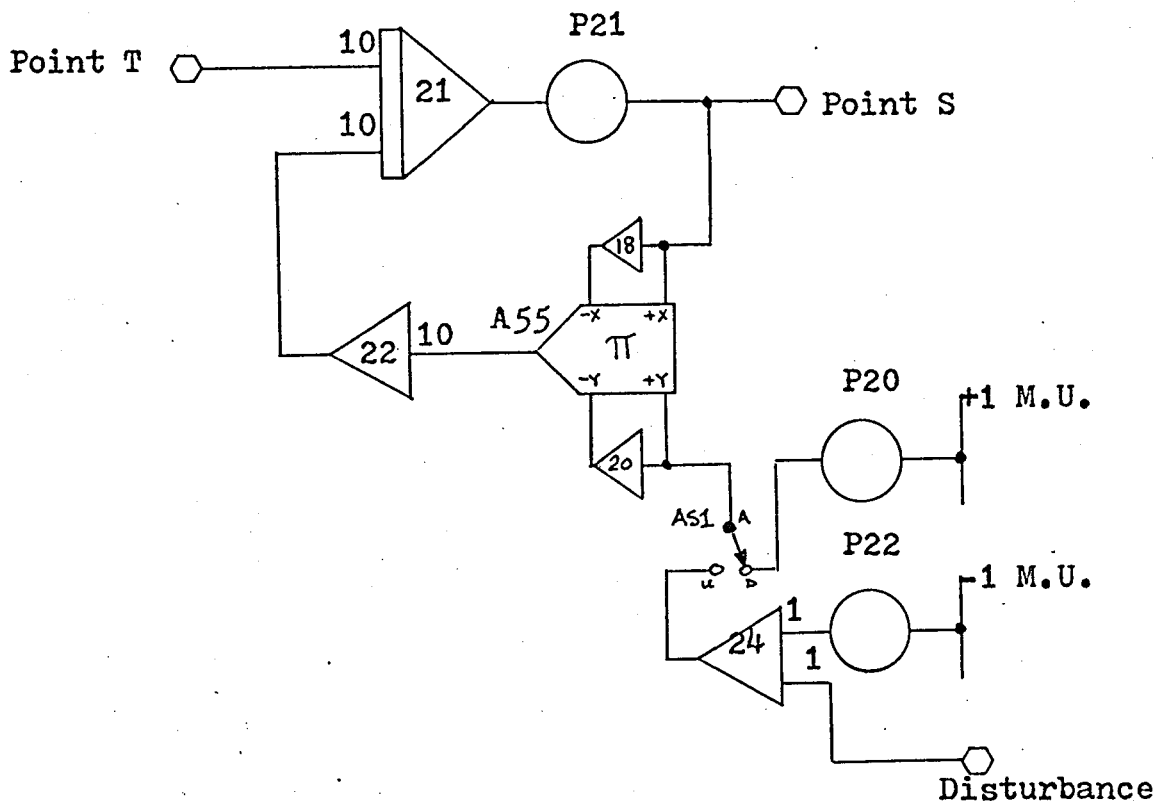 P21
Point T
10
21
Point S
10
18
A55
-X +X
π
22
10
-Y +Y
P20
+1 M.U.
20
AS1 A
P22
U D
-1 M.U.
24
1
1
Disturbance